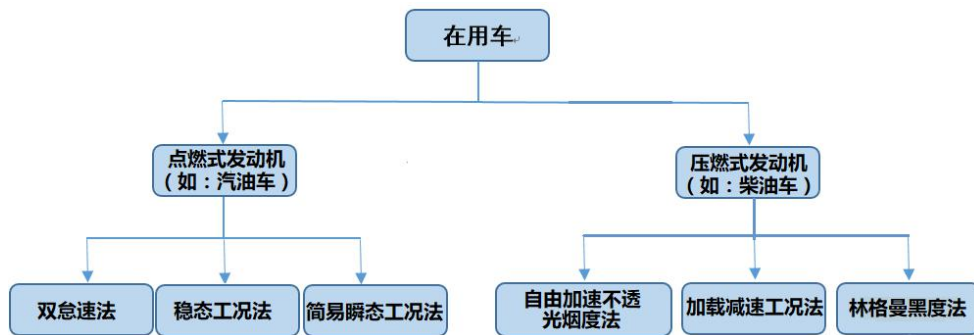 在用车
点燃式发动机
（如：汽油车）
压燃式发动机
（如：柴油车）
双怠速法
稳态工况法
简易瞬态工况法
自由加速不透
光烟度法
加载减速工况法
林格曼黑度法